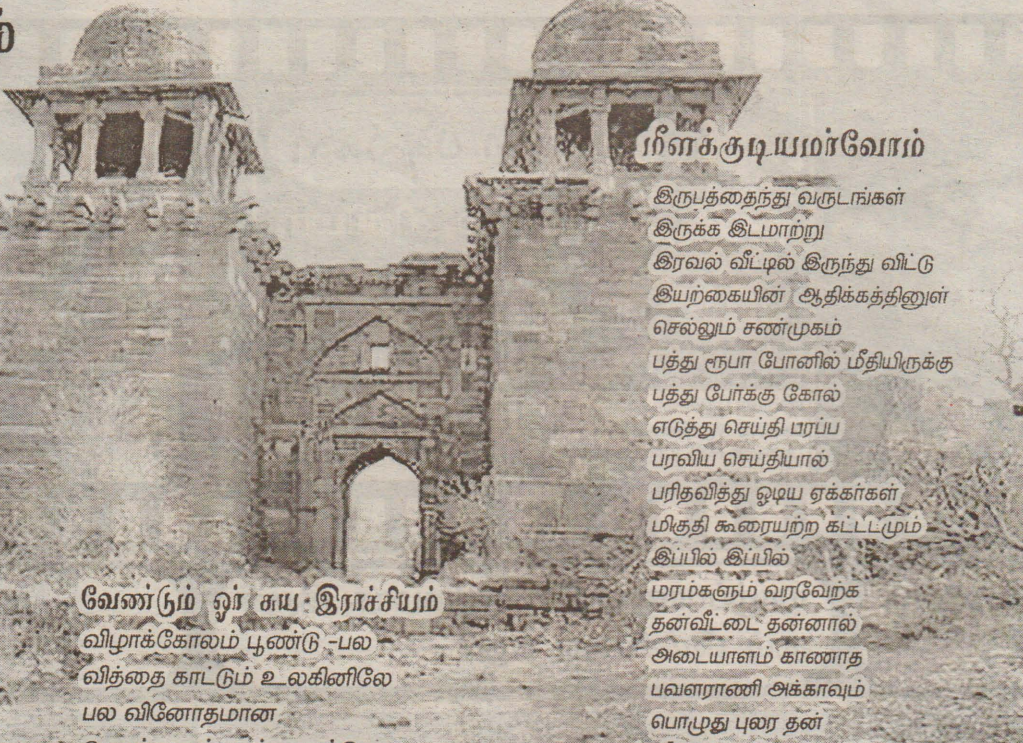 மீளக்குடியமர்வோம்
இருபத்தைந்து வருடங்கள்
இருக்க இடமாற்று
இரவல் வீட்டில் இருந்து விட்டு
இயற்கையின் ஆதிக்கத்தினுள்
செல்லும் சண்முகம்
பத்து ரூபா போனில் மீதியிருக்கு
பத்து பேர்க்கு கோல்
எடுத்து செய்தி பரப்ப
பரவிய செய்தியால்
பரிதவித்து ஓடிய ஏக்கர்கள்
மிகுதி கூரையற்ற கட்டடமும்
இப்பில் இப்பில்
மரம்களும் வரவேற்க
தன்வீட்டை தன்னால்
அடையாளம் காணாத
பவளராணி அக்காவும்
பொழுது புலர தன்
வேண்டும் ஓர் சுய இராச்சியம்
விழாக்கோலம் பூண்டு -பல
வித்தை காட்டும் உலகினிலே
பல வினோதமான